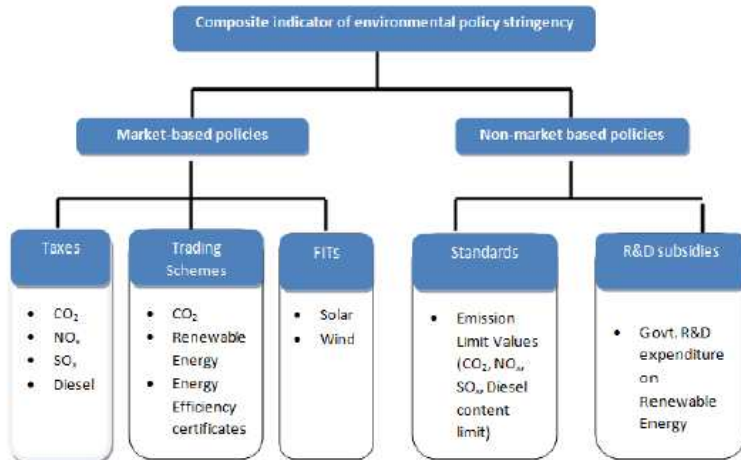 Composite indicator of environmental policy stringency
Market-based policies
Non-market based policies
Taxes
• CO₂
• NOₓ
• SOₓ
• Diesel
Trading
Schemes
• CO₂
• Renewable
Energy
• Energy
Efficiency
certificates
FITs
• Solar
• Wind
Standards
• Emission
Limit Values
(CO₂, NOₓ,
SOₓ, Diesel
content
limit)
R&D subsidies
• Govt. R&D
expenditure
on
Renewable
Energy